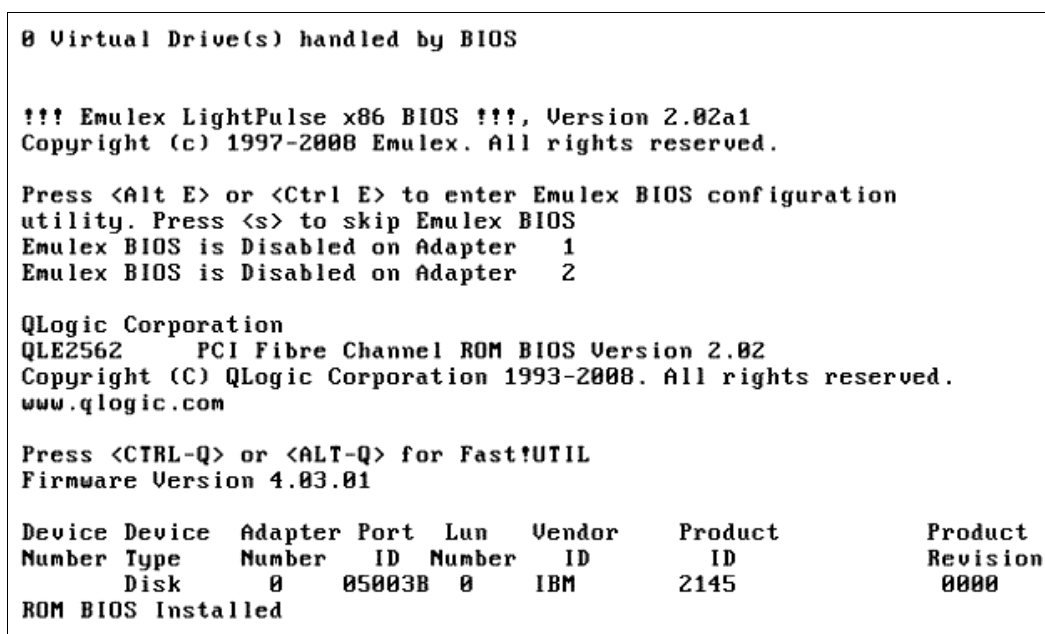 0 Virtual Drive(s) handled by BIOS
!!! Emulex LightPulse x86 BIOS !!!, Version 2.02a1
Copyright (c) 1997-2008 Emulex. All rights reserved.
Press <Alt E> or <Ctrl E> to enter Emulex BIOS configuration
utility. Press <s> to skip Emulex BIOS
Emulex BIOS is Disabled on Adapter 1
Emulex BIOS is Disabled on Adapter 2
QLogic Corporation
QLE2562 PCI Fibre Channel ROM BIOS Version 2.02
Copyright (C) QLogic Corporation 1993-2008. All rights reserved.
www.qlogic.com
Press <CTRL-Q> or <ALT-Q> for Fast!UTIL
Firmware Version 4.03.01
Device Device Adapter Port Lun Vendor Product Product
Number Type Number ID Number ID ID Revision
Disk 0 05003B 0 IBM 2145 0000
ROM BIOS Installed